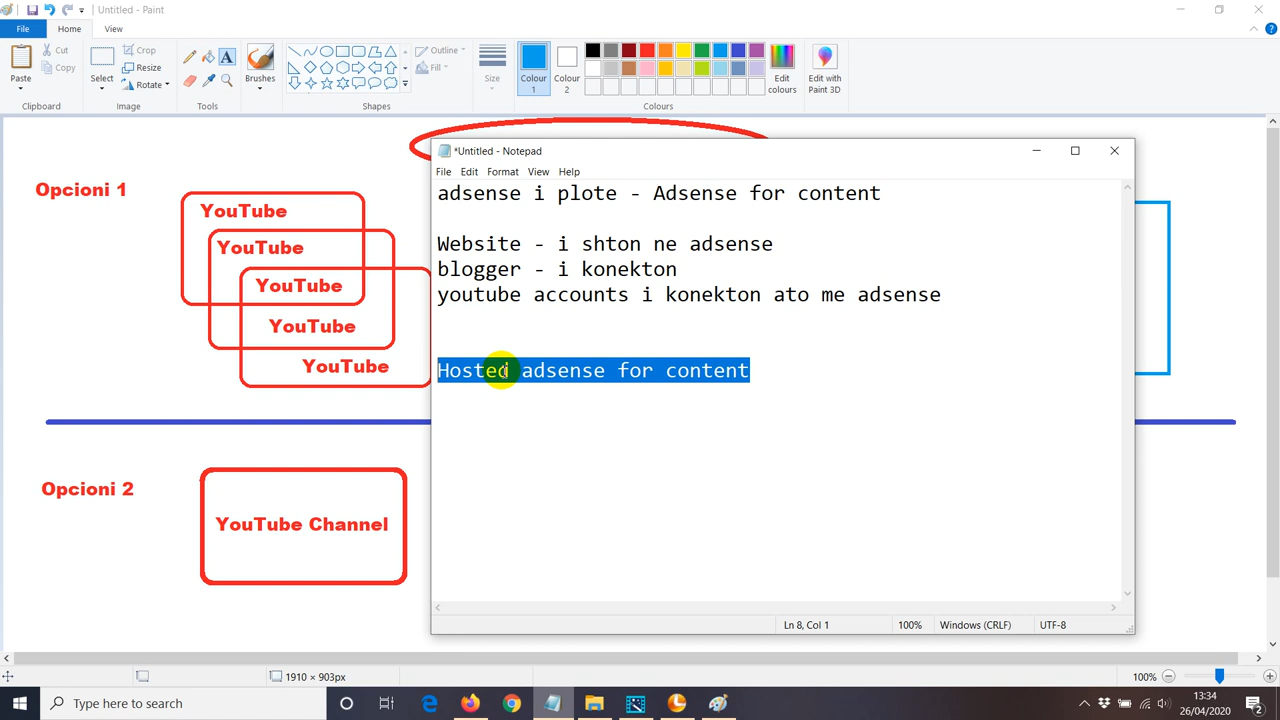 Untitled - Paint
File
Home
View
Paste
Cut
Copy
Clipboard
Select
Crop
Resize
Rotate
Image
Tools
Brushes
Shapes
Outline
Fill
Size
Colour 1
Colour 2
Edit colours
Edit with Paint 3D
Colours
Opcioni 1
YouTube
YouTube
YouTube
YouTube
YouTube
Opcioni 2
YouTube Channel
*Untitled - Notepad
File Edit Format View Help
adsense i plote - Adsense for content
Website - i shton ne adsense
blogger - i konekton
youtube accounts i konekton ato me adsense
Hosted adsense for content
Ln 8, Col 1
100%
Windows (CRLF)
UTF-8
1910 × 903px
100%
Type here to search
13:34
26/04/2020
2